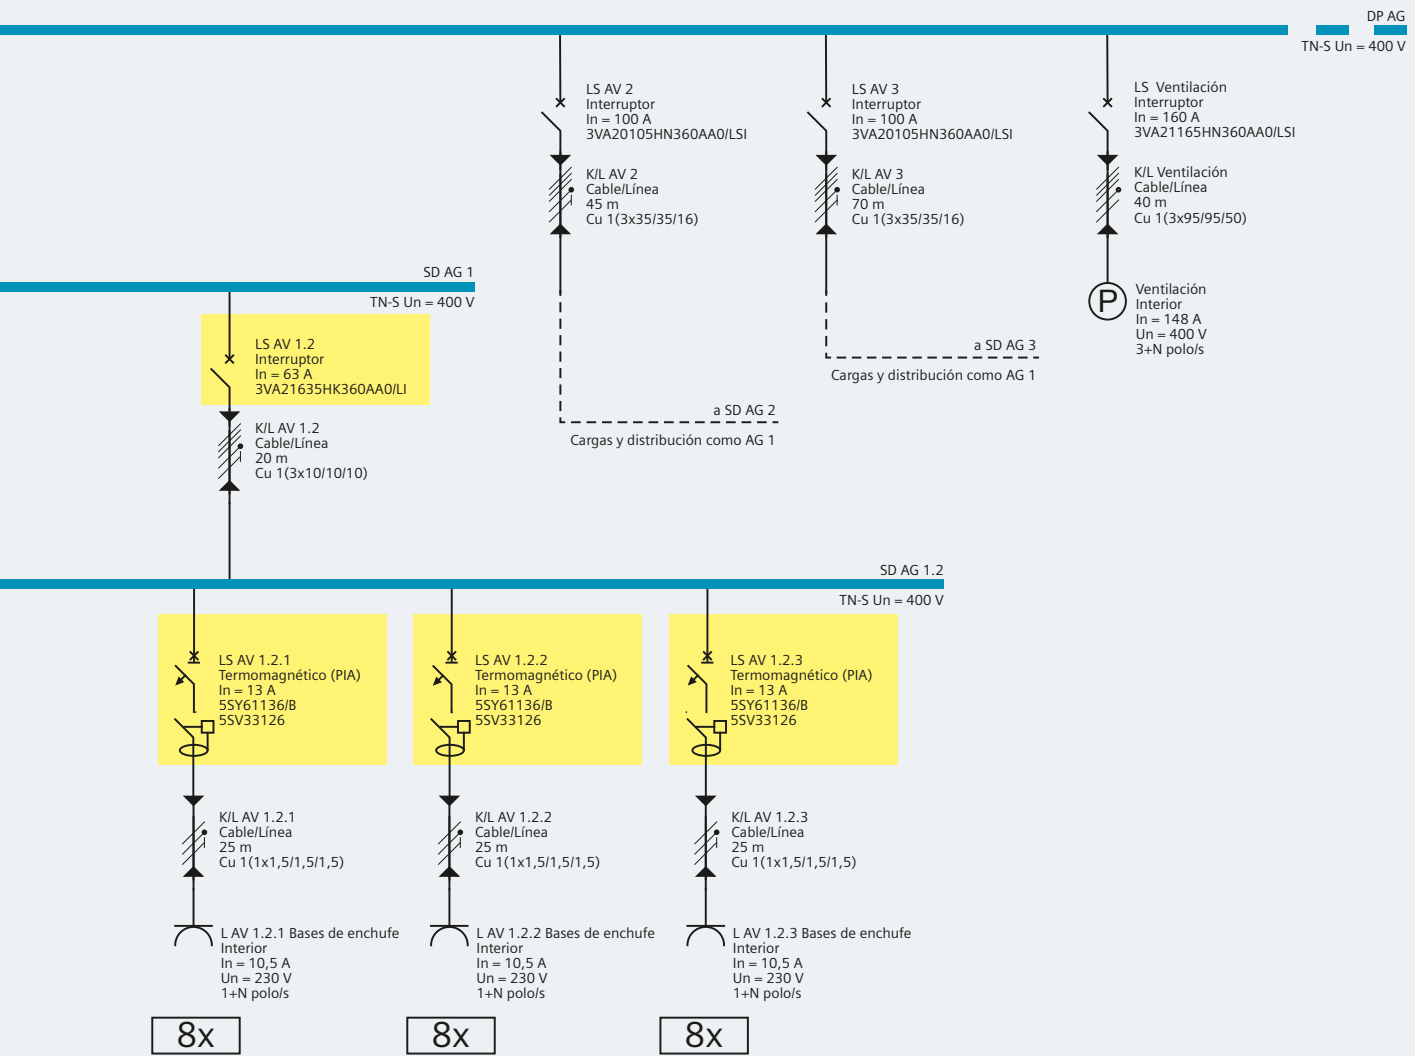 DP AG
TN-S Un = 400 V
LS AV 2
Interruptor
In = 100 A
3VA20105HN360AA0/LSI
K/L AV 2
Cable/Línea
45 m
Cu 1(3x35/35/16)
a SD AG 2
Cargas y distribución como AG 1
LS AV 3
Interruptor
In = 100 A
3VA20105HN360AA0/LSI
K/L AV 3
Cable/Línea
70 m
Cu 1(3x35/35/16)
a SD AG 3
Cargas y distribución como AG 1
LS Ventilación
Interruptor
In = 160 A
3VA21165HN360AA0/LSI
K/L Ventilación
Cable/Línea
40 m
Cu 1(3x95/95/50)
P
Ventilación
Interior
In = 148 A
Un = 400 V
3+N polo/s
SD AG 1
TN-S Un = 400 V
LS AV 1.2
Interruptor
In = 63 A
3VA21635HK360AA0/LI
K/L AV 1.2
Cable/Línea
20 m
Cu 1(3x10/10/10)
SD AG 1.2
TN-S Un = 400 V
LS AV 1.2.1
Termomagnético (PIA)
In = 13 A
5SY61136/B
5SV33126
K/L AV 1.2.1
Cable/Línea
25 m
Cu 1(1x1,5/1,5/1,5)
L AV 1.2.1 Bases de enchufe
Interior
In = 10,5 A
Un = 230 V
1+N polo/s
8x
LS AV 1.2.2
Termomagnético (PIA)
In = 13 A
5SY61136/B
5SV33126
K/L AV 1.2.2
Cable/Línea
25 m
Cu 1(1x1,5/1,5/1,5)
L AV 1.2.2 Bases de enchufe
Interior
In = 10,5 A
Un = 230 V
1+N polo/s
8x
LS AV 1.2.3
Termomagnético (PIA)
In = 13 A
5SY61136/B
5SV33126
K/L AV 1.2.3
Cable/Línea
25 m
Cu 1(1x1,5/1,5/1,5)
L AV 1.2.3 Bases de enchufe
Interior
In = 10,5 A
Un = 230 V
1+N polo/s
8x